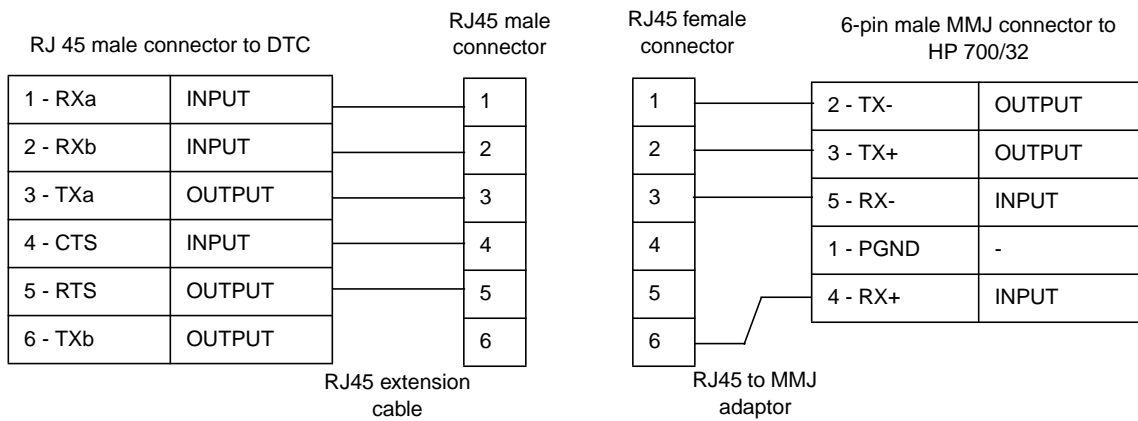 RJ 45 male connector to DTC
RJ45 male
connector
RJ45 female
connector
6-pin male MMJ connector to
HP 700/32
1 - RXa INPUT
2 - RXb INPUT
3 - TXa OUTPUT
4 - CTS INPUT
5 - RTS OUTPUT
6 - TXb OUTPUT
1
2
3
4
5
6
1
2
3
4
5
6
2 - TX- OUTPUT
3 - TX+ OUTPUT
5 - RX- INPUT
1 - PGND -
4 - RX+ INPUT
RJ45 extension
cable
RJ45 to MMJ
adaptor